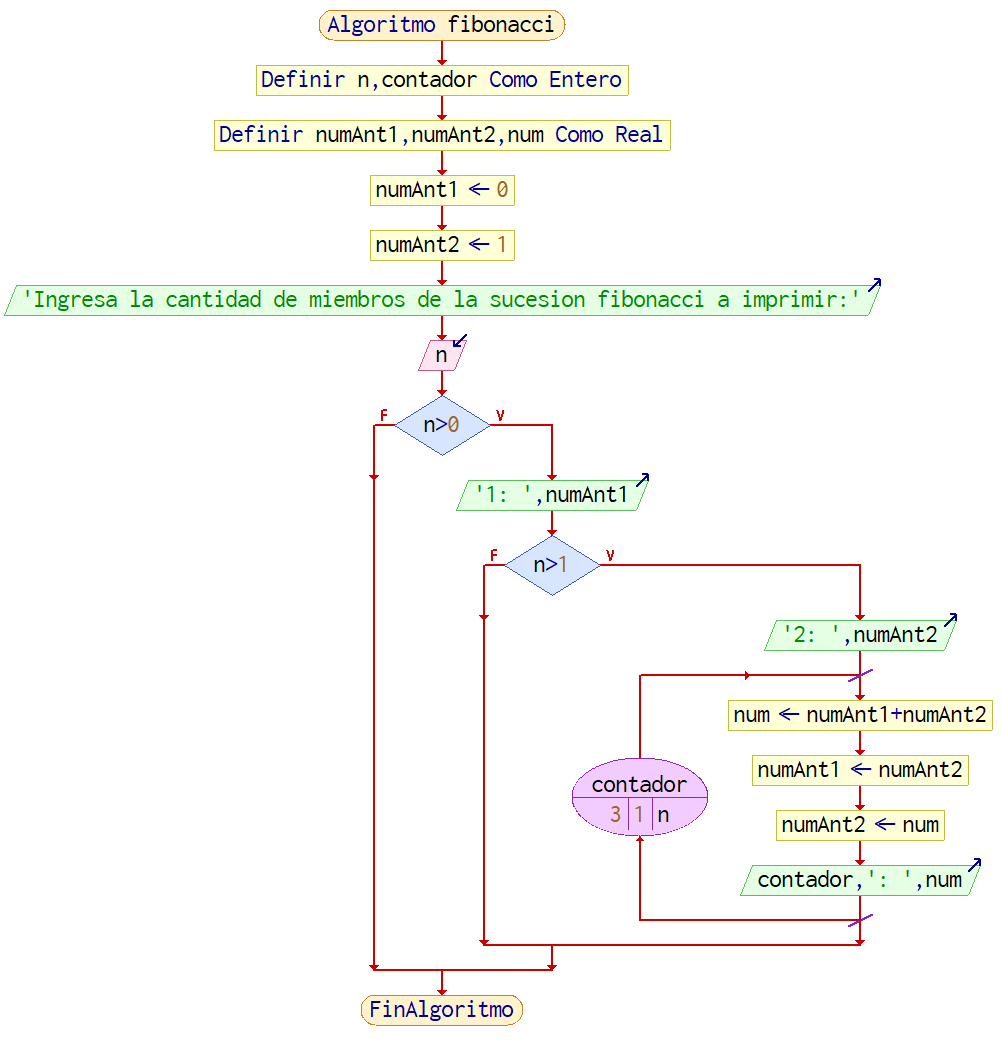 Algoritmo fibonacci
Definir n,contador Como Entero
Definir numAnt1,numAnt2,num Como Real
numAnt1 ← 0
numAnt2 ← 1
'Ingresa la cantidad de miembros de la sucesion fibonacci a imprimir:'
n
F
V
n>0
'1: ',numAnt1
F
V
n>1
'2: ',numAnt2
num ← numAnt1+numAnt2
numAnt1 ← numAnt2
contador
3 1 n
numAnt2 ← num
contador,': ',num
FinAlgoritmo